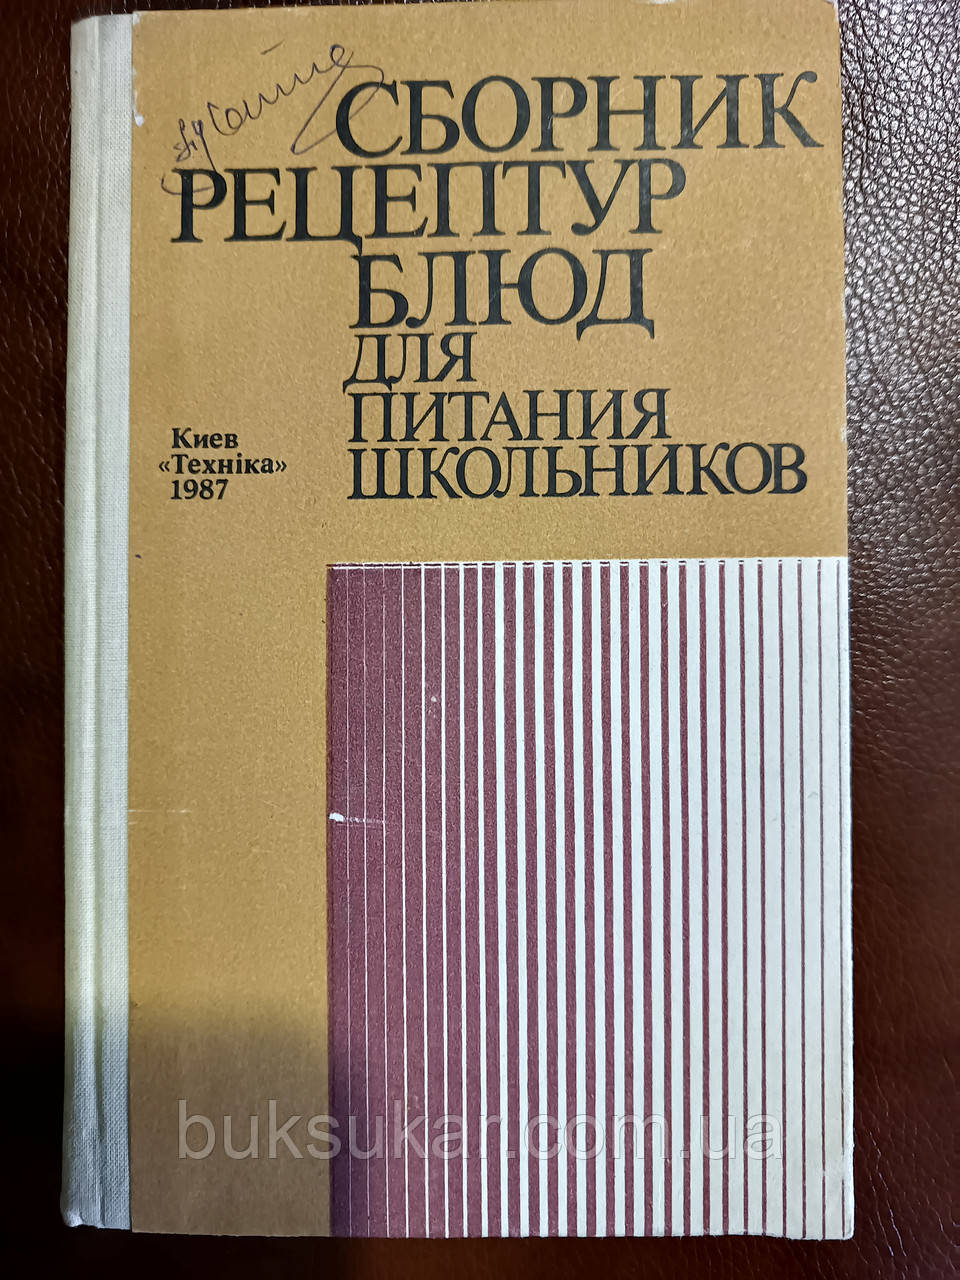 СБОРНИК
РЕЦЕПТУР
БЛЮД
ДЛЯ
ПИТАНИЯ
ШКОЛЬНИКОВ
Киев
«Техніка»
1987
buksukar.com.ua